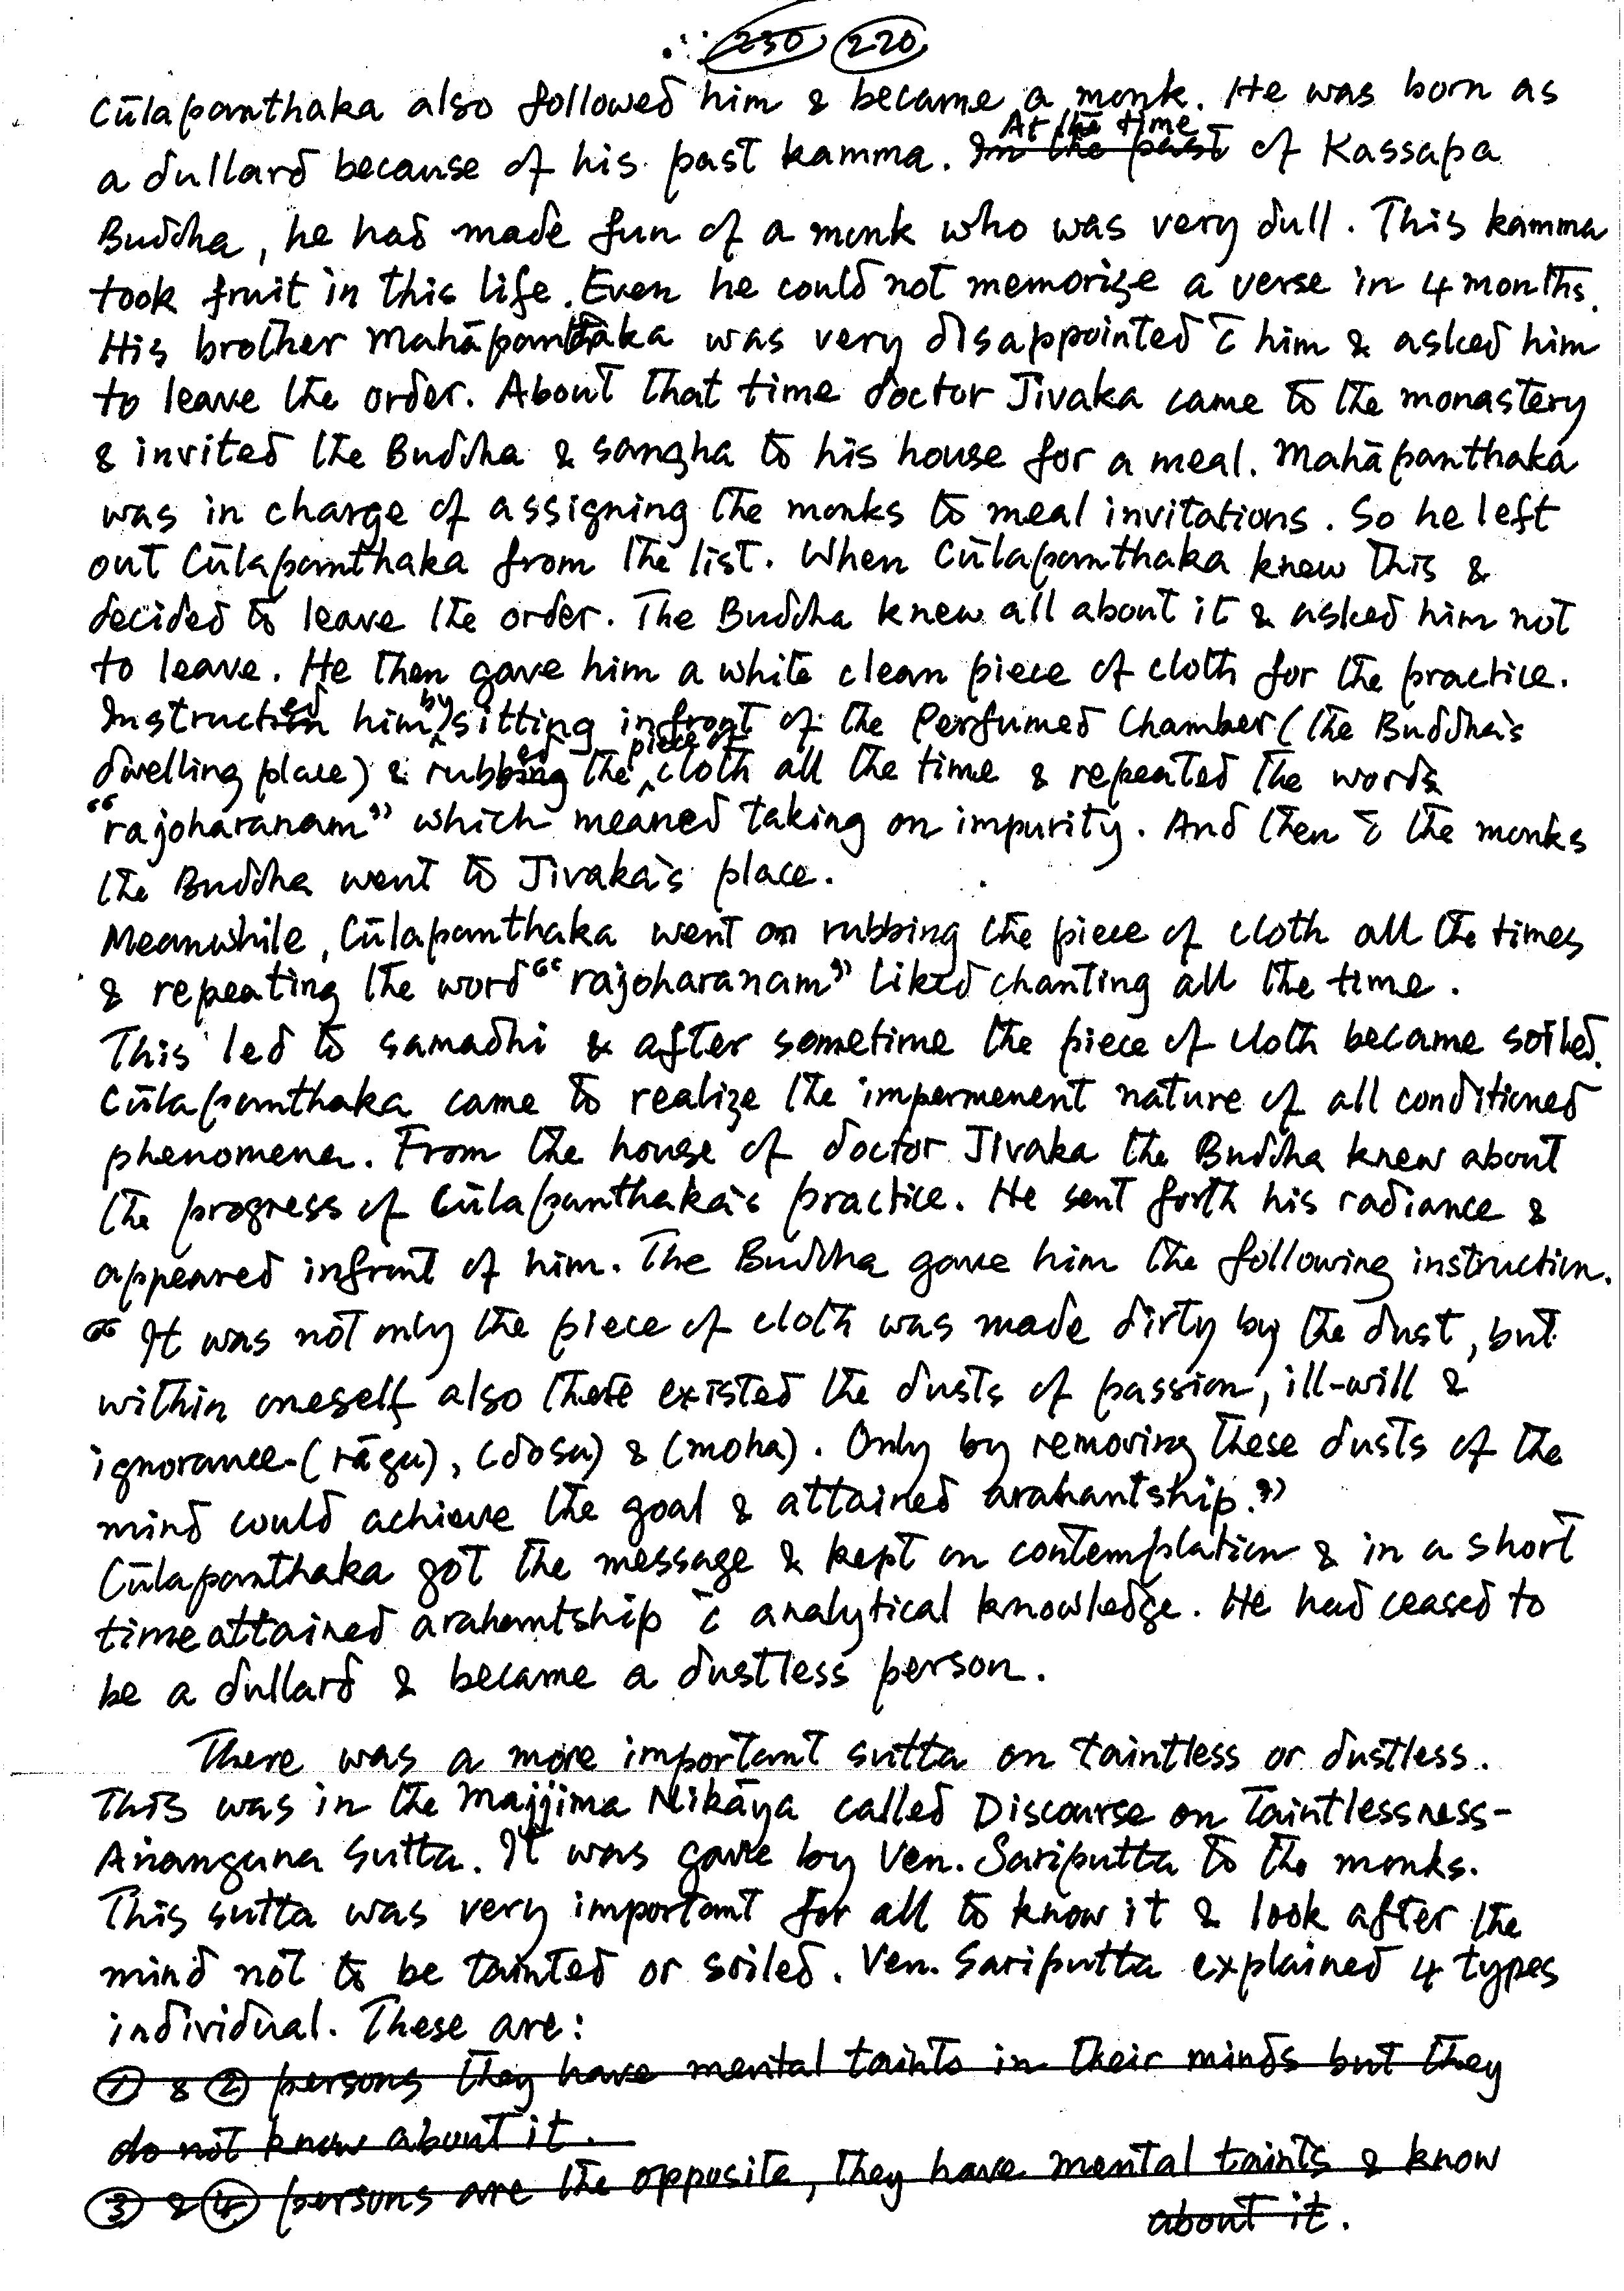 ∴ ~~230~~ 220
Cūlapanthaka also followed him & became a monk. He was born as
a dullard because of his past kamma. ~~In the past~~ At the time of Kassapa
Buddha, he had made fun of a monk who was very dull. This kamma
took fruit in this life. Even he could not memorize a verse in 4 months.
His brother Mahāpanthaka was very disappointed c̄ him & asked him
to leave the order. About that time doctor Jivaka came to the monastery
& invited the Buddha & sangha to his house for a meal. Mahāpanthaka
was in charge of assigning the monks to meal invitations. So he left
out Cūlapanthaka from the list. When Cūlapanthaka knew this &
decided to leave the order. The Buddha knew all about it & asked him not
to leave. He then gave him a white clean piece of cloth for the practice.
Instructed him by sitting infront of the Perfumed Chamber (the Buddha's
dwelling place) & rubbed the piece of cloth all the time & repeated the words
"rajoharanam" which meaned taking on impurity. And then c̄ the monks
the Buddha went to Jivaka's place.
Meanwhile, Cūlapanthaka went on rubbing the piece of cloth all the times
& repeating the word "rajoharanam" liked chanting all the time.
This led to samadhi & after sometime the piece of cloth became soiled.
Cūlapanthaka came to realize the impermenent nature of all conditioned
phenomena. From the house of doctor Jivaka the Buddha knew about
the progress of Cūlapanthaka's practice. He sent forth his radiance &
appeared infront of him. The Buddha gave him the following instruction.
"It was not only the piece of cloth was made dirty by the dust, but
within oneself also there existed the dusts of passion, ill-will &
ignorance-(rāga), (dosa) & (moha). Only by removing these dusts of the
mind could achieve the goal & attained arahantship."
Cūlapanthaka got the message & kept on contemplation & in a short
time attained arahantship c̄ analytical knowledge. He had ceased to
be a dullard & became a dustless person.
There was a more important sutta on taintless or dustless.
This was in the Majjima Nikāya called Discourse on Taintlessness-
Ānangana Sutta. It was gave by Ven. Sariputta to the monks.
This sutta was very important for all to know it & look after the
mind not to be tainted or soiled. Ven. Sariputta explained 4 types
individual. These are:
~~① & ② persons they have mental taints in their minds but they~~
~~do not know about it.~~
~~③ & ④ persons are the opposite, they have mental taints & know~~
~~about it.~~